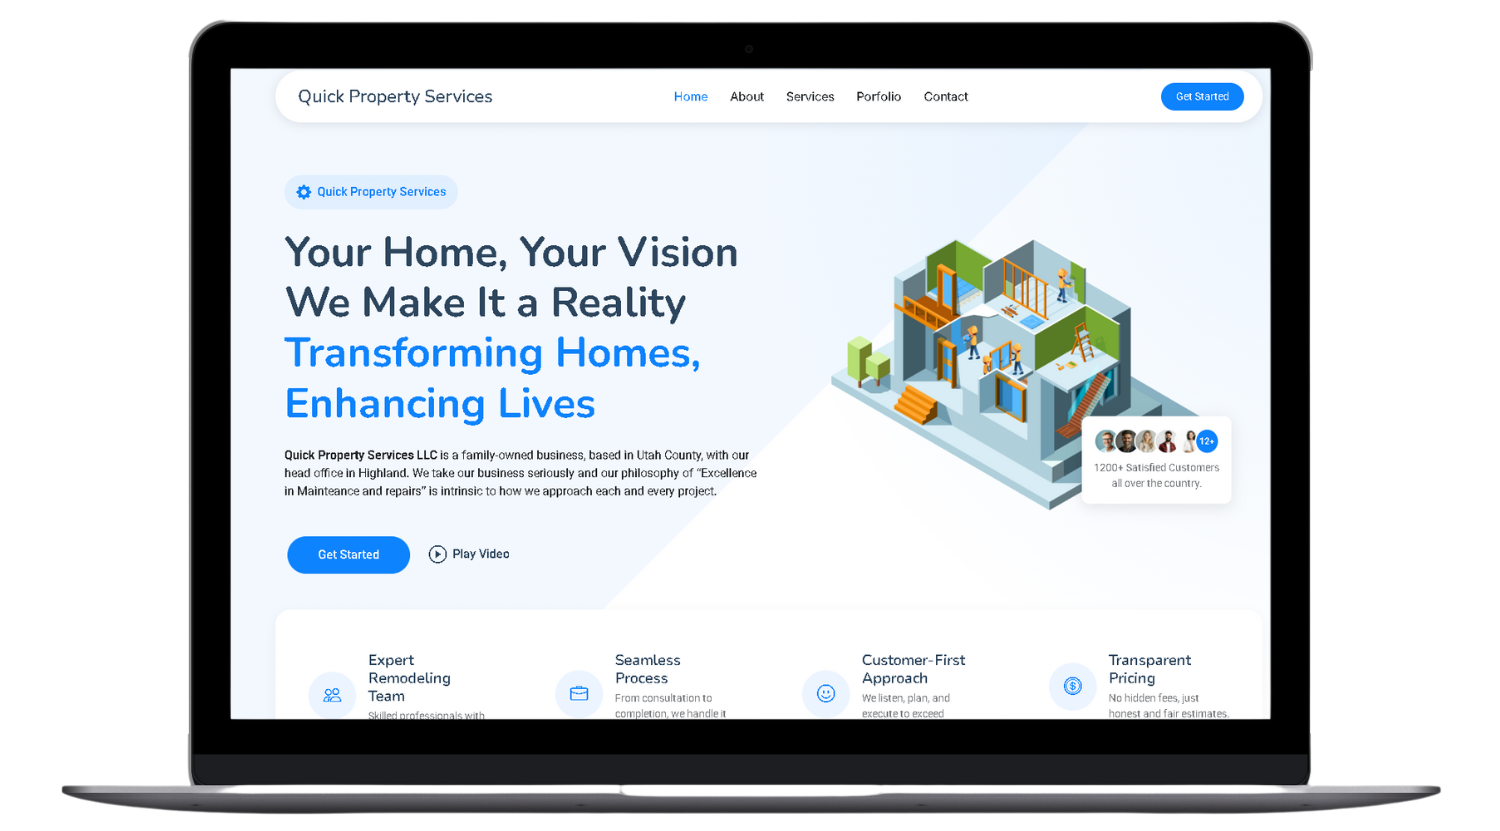 Quick Property Services
Home About Services Porfolio Contact
Get Started
Quick Property Services
Your Home, Your Vision
We Make It a Reality
Transforming Homes,
Enhancing Lives
Quick Property Services LLC is a family-owned business, based in Utah County, with our
head office in Highland. We take our business seriously and our philosophy of “Excellence
in Mainteance and repairs” is intrinsic to how we approach each and every project.
Get Started
Play Video
12+
1200+ Satisfied Customers
all over the country.
Expert
Remodeling
Team
Skilled professionals with
Seamless
Process
From consultation to
completion, we handle it
Customer-First
Approach
We listen, plan, and
execute to exceed
Transparent
Pricing
No hidden fees, just
honest and fair estimates.